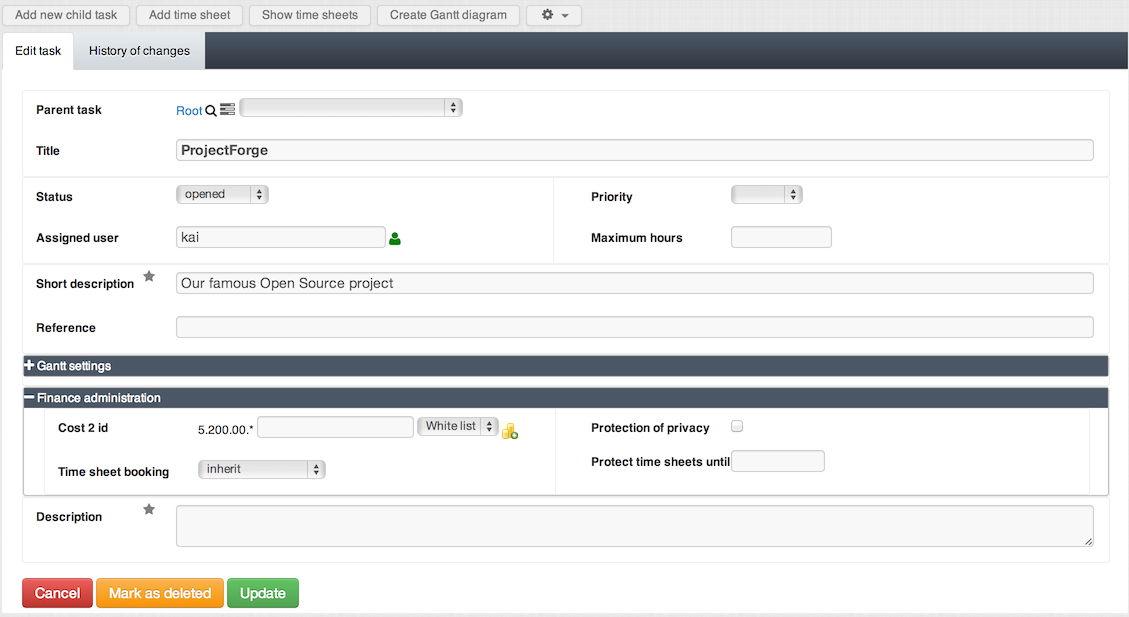 Add new child task Add time sheet Show time sheets Create Gantt diagram
Edit task History of changes
Parent task Root
Title ProjectForge
Status opened Priority
Assigned user kai Maximum hours
Short description Our famous Open Source project
Reference
Gantt settings
Finance administration
Cost 2 id 5.200.00.* White list Protection of privacy
Time sheet booking inherit Protect time sheets until
Description
Cancel Mark as deleted Update